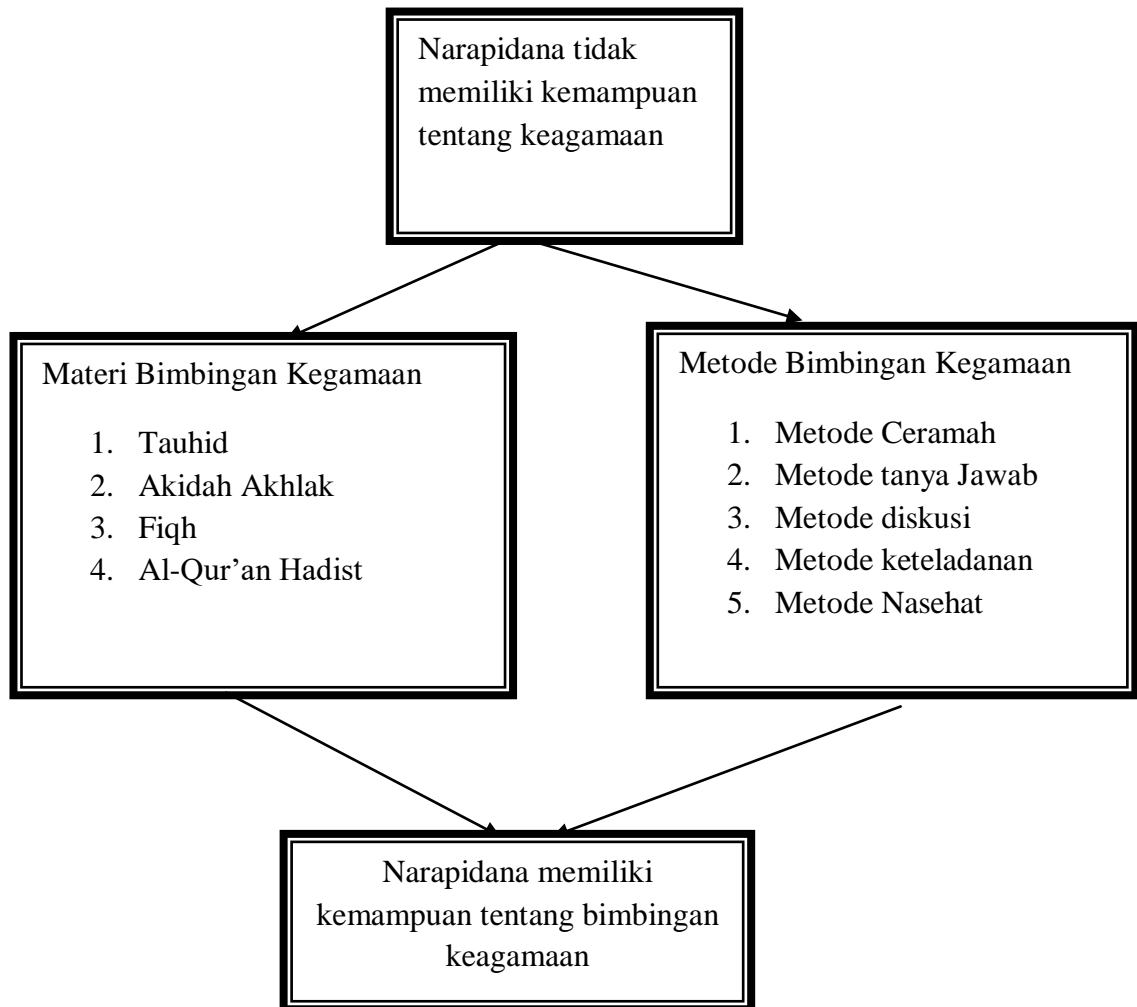 Narapidana tidak
memiliki kemampuan
tentang keagamaan
Materi Bimbingan Kegamaan
1. Tauhid
2. Akidah Akhlak
3. Fiqh
4. Al-Qur’an Hadist
Metode Bimbingan Kegamaan
1. Metode Ceramah
2. Metode tanya Jawab
3. Metode diskusi
4. Metode keteladanan
5. Metode Nasehat
Narapidana memiliki
kemampuan tentang bimbingan
keagamaan